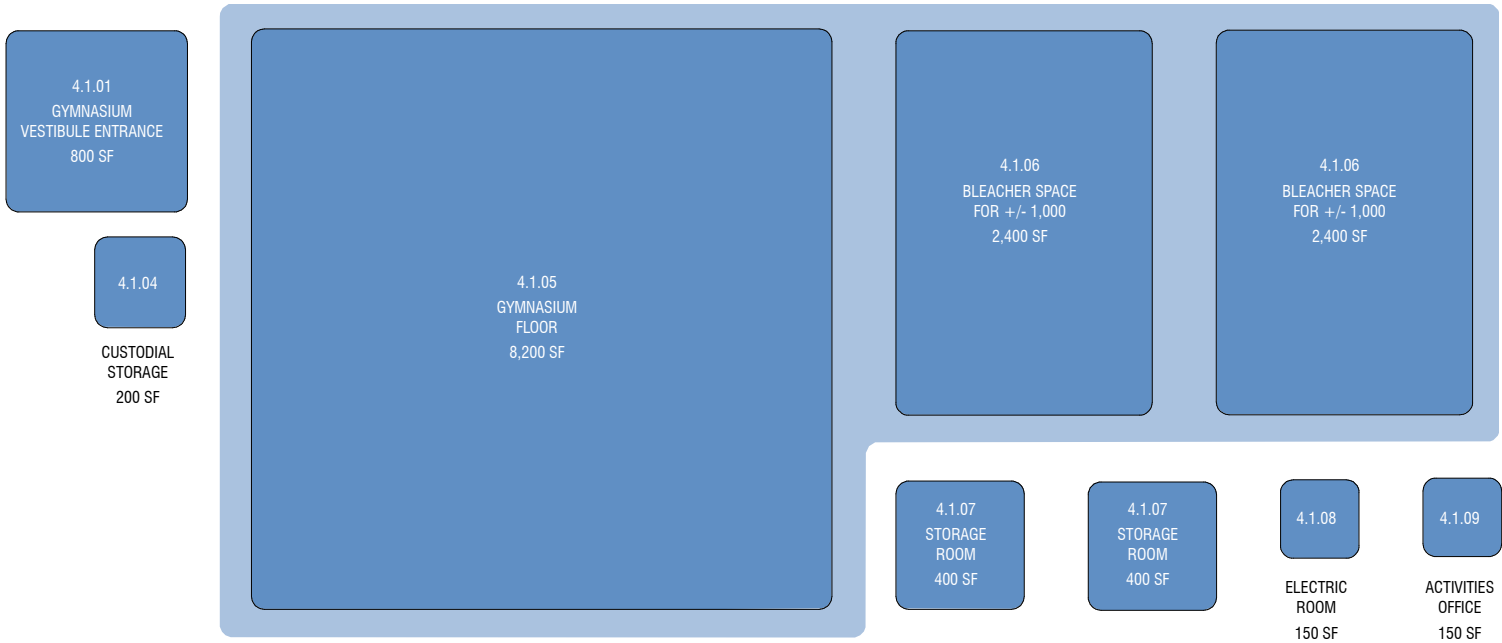 4.1.01
GYMNASIUM
VESTIBULE ENTRANCE
800 SF
4.1.04
CUSTODIAL
STORAGE
200 SF
4.1.05
GYMNASIUM
FLOOR
8,200 SF
4.1.06
BLEACHER SPACE
FOR +/- 1,000
2,400 SF
4.1.06
BLEACHER SPACE
FOR +/- 1,000
2,400 SF
4.1.07
STORAGE
ROOM
400 SF
4.1.07
STORAGE
ROOM
400 SF
4.1.08
ELECTRIC
ROOM
150 SF
4.1.09
ACTIVITIES
OFFICE
150 SF